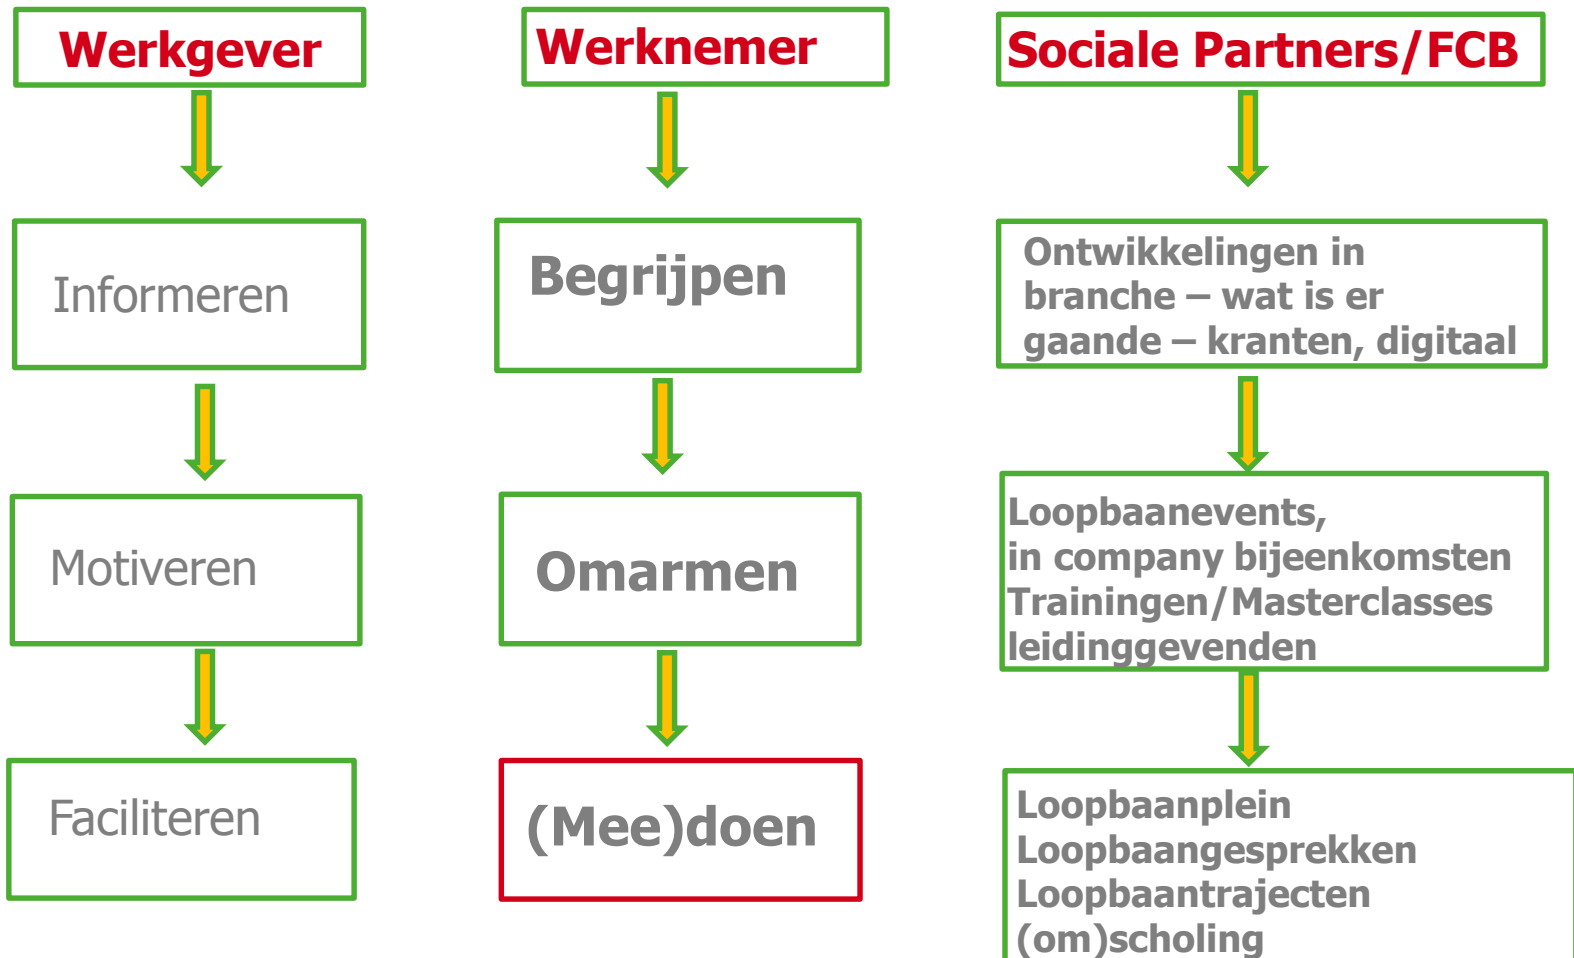 Werkgever
Werknemer
Sociale Partners/FCB
Informeren
Begrijpen
Ontwikkelingen in
branche – wat is er
gaande – kranten, digitaal
Motiveren
Omarmen
Loopbaanevents,
in company bijeenkomsten
Trainingen/Masterclasses
leidinggevenden
Faciliteren
(Mee)doen
Loopbaanplein
Loopbaangesprekken
Loopbaantrajecten
(om)scholing